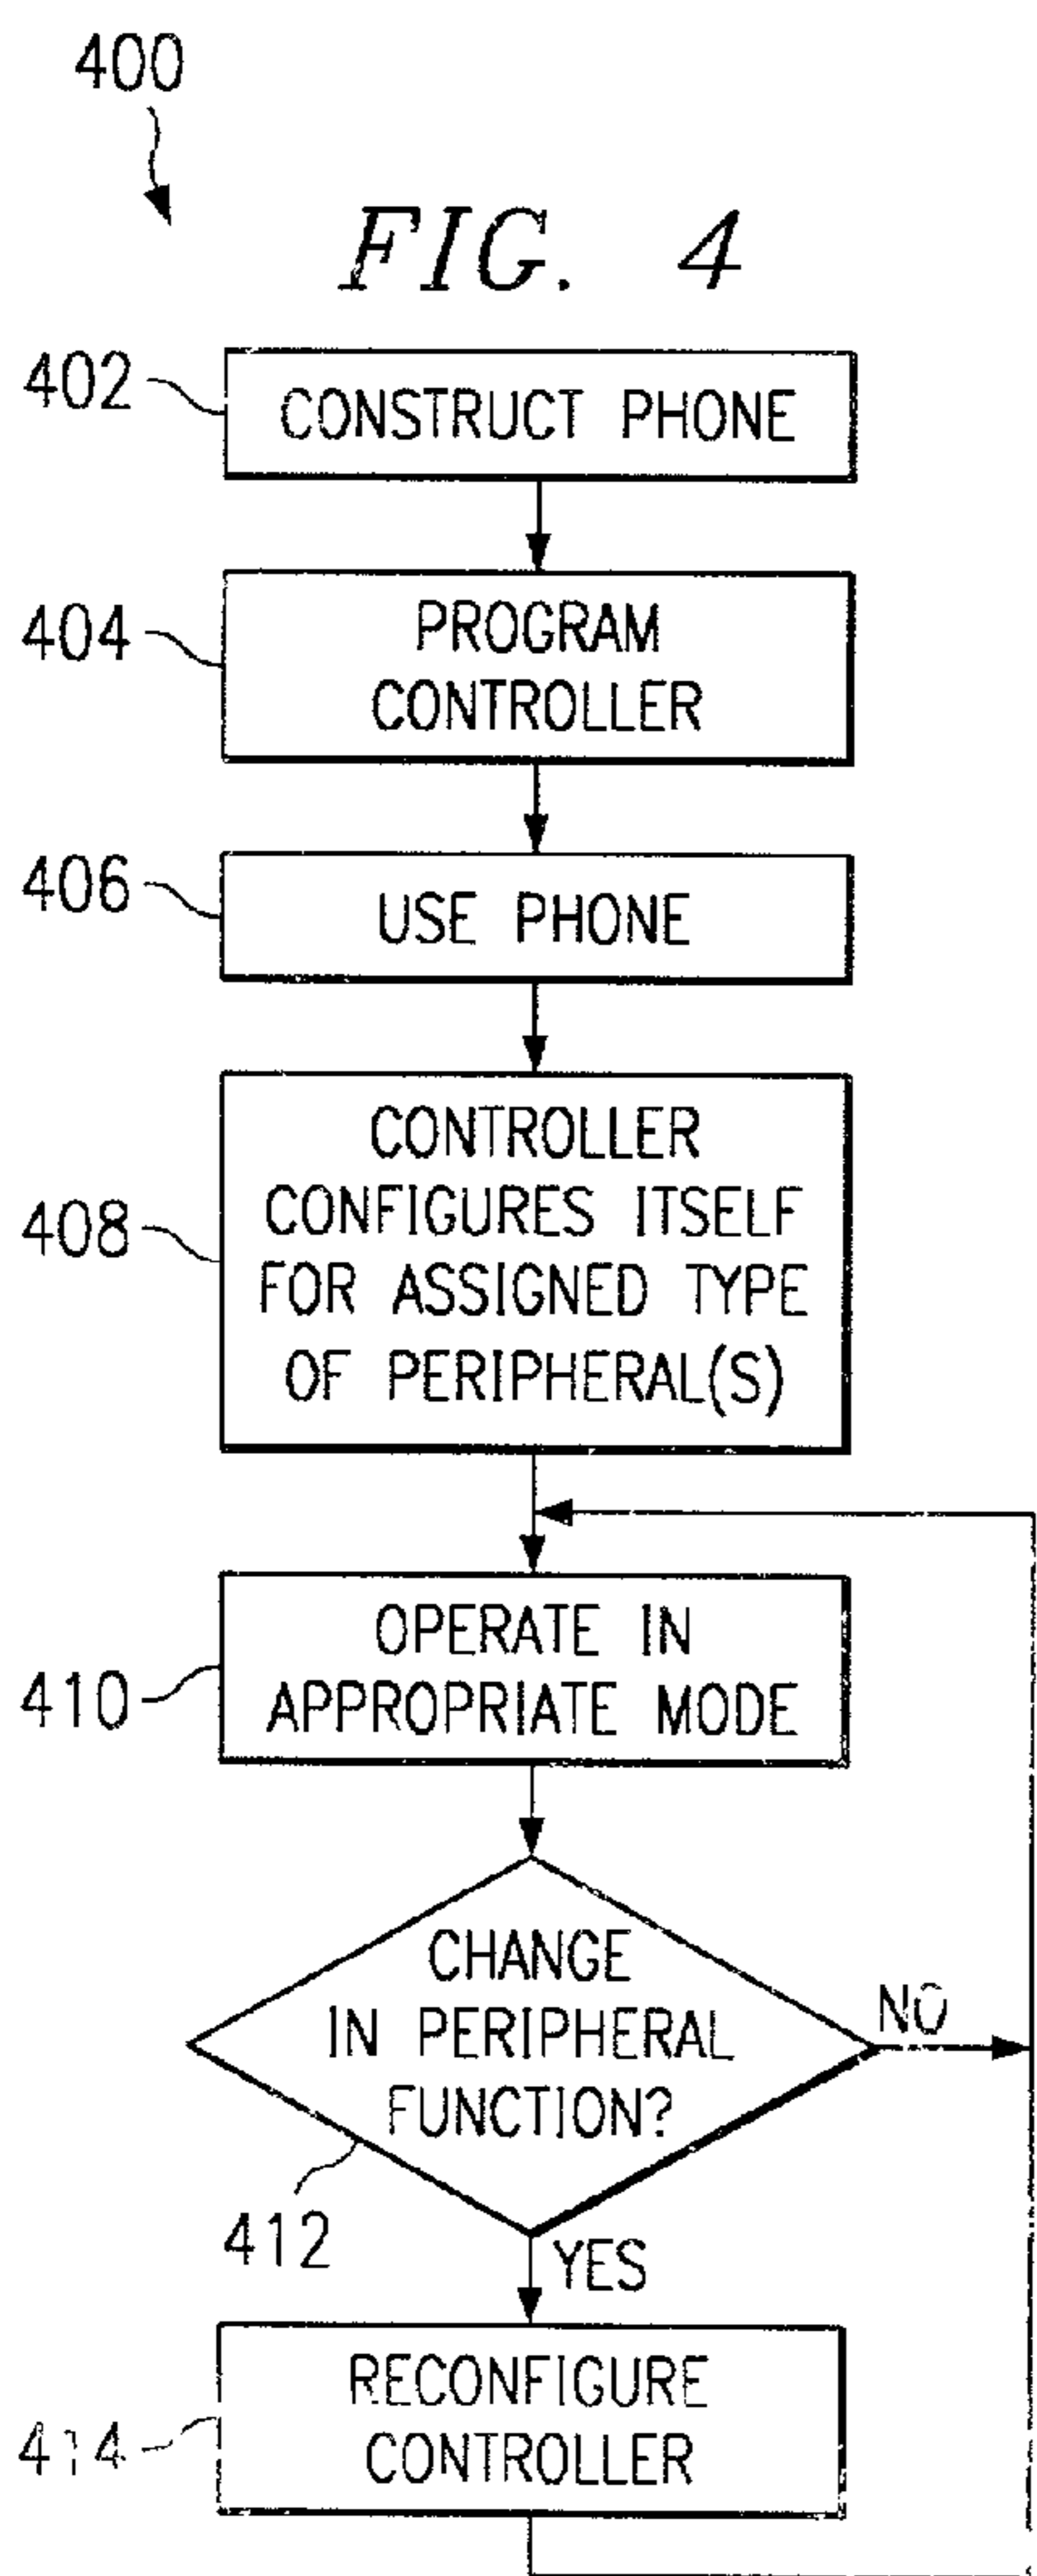 400
FIG. 4
402
CONSTRUCT PHONE
404
PROGRAM
CONTROLLER
406
USE PHONE
408
CONTROLLER
CONFIGURES ITSELF
FOR ASSIGNED TYPE
OF PERIPHERAL(S)
410
OPERATE IN
APPROPRIATE MODE
CHANGE
IN PERIPHERAL
FUNCTION?
NO
412
YES
414
RECONFIGURE
CONTROLLER